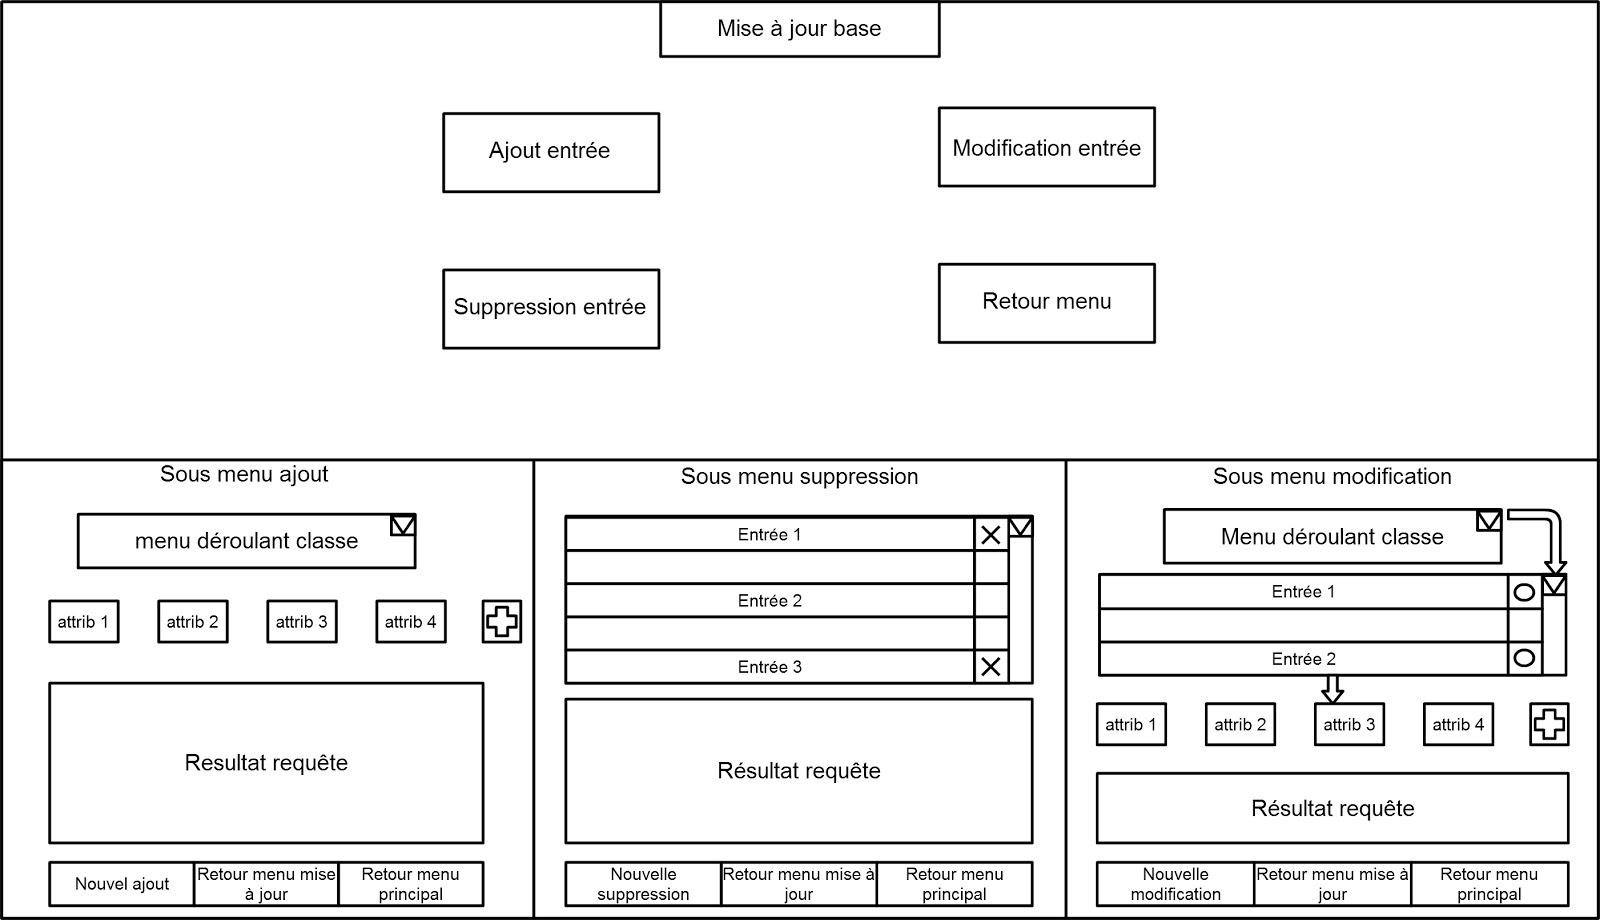 Mise à jour base
Ajout entrée
Modification entrée
Suppression entrée
Retour menu
Sous menu ajout
menu déroulant classe
attrib 1
attrib 2
attrib 3
attrib 4
Resultat requête
Nouvel ajout
Retour menu mise
à jour
Retour menu
principal
Sous menu suppression
Entrée 1
Entrée 2
Entrée 3
Résultat requête
Nouvelle
suppression
Retour menu mise à
jour
Retour menu
principal
Sous menu modification
Menu déroulant classe
Entrée 1
Entrée 2
attrib 1
attrib 2
attrib 3
attrib 4
Résultat requête
Nouvelle
modification
Retour menu mise à
jour
Retour menu
principal